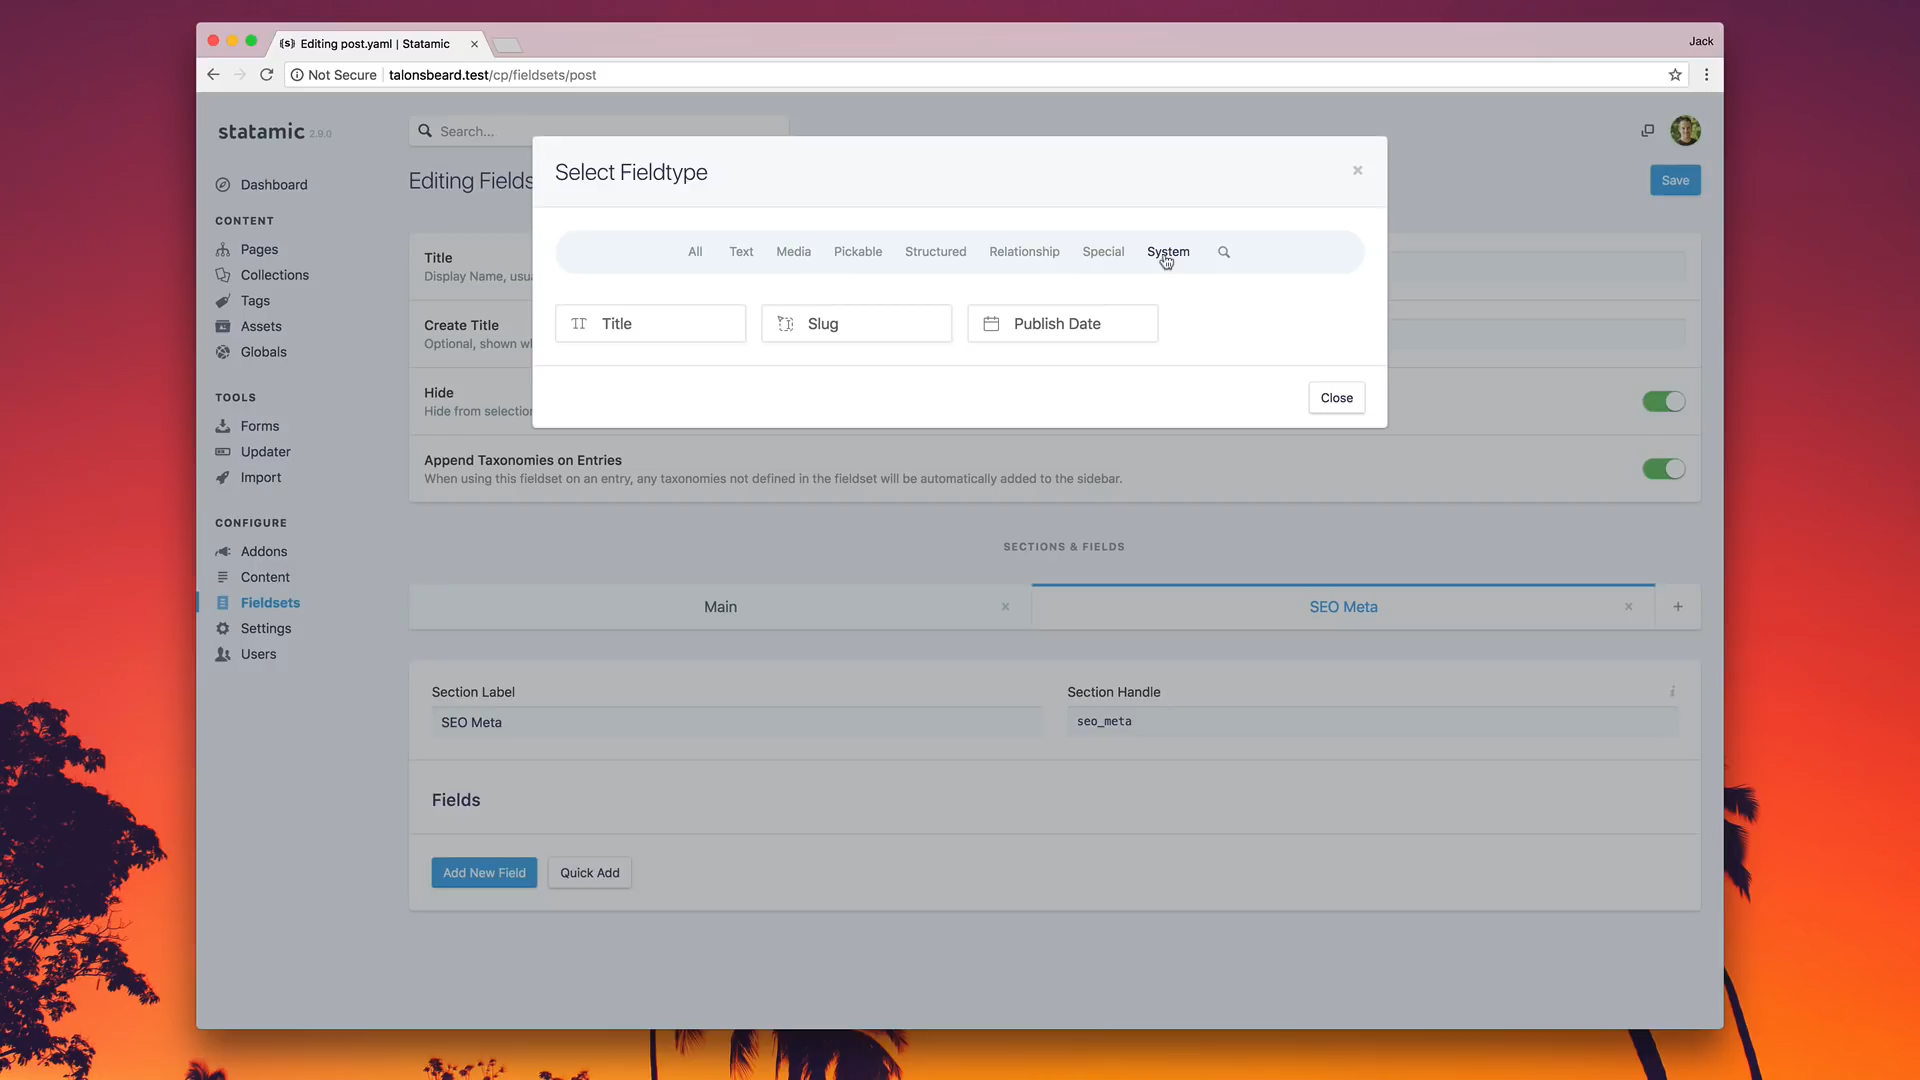 Editing post.yaml | Statamic
Jack
Not Secure talonsbeard.test/cp/fieldsets/post
statamic 2.9.0
Search...
Select Fieldtype
Dashboard
Editing Fields
Save
CONTENT
Pages
Collections
Tags
Assets
Globals
All Text Media Pickable Structured Relationship Special System
Title
Display Name, usu
Title Slug Publish Date
Create Title
Optional, shown w
Hide
Hide from selection
Close
TOOLS
Forms
Updater
Import
Append Taxonomies on Entries
When using this fieldset on an entry, any taxonomies not defined in the fieldset will be automatically added to the sidebar.
CONFIGURE
Addons
Content
Fieldsets
Settings
Users
SECTIONS & FIELDS
Main
SEO Meta
Section Label
SEO Meta
Section Handle
seo_meta
Fields
Add New Field
Quick Add